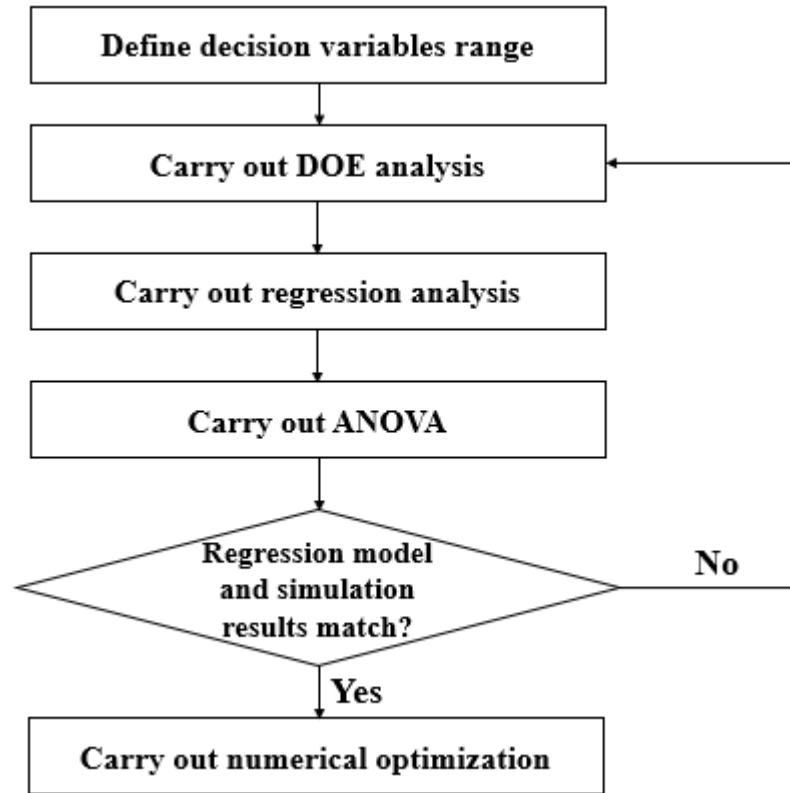 Define decision variables range
Carry out DOE analysis
Carry out regression analysis
Carry out ANOVA
Regression model
and simulation
results match?
No
Yes
Carry out numerical optimization